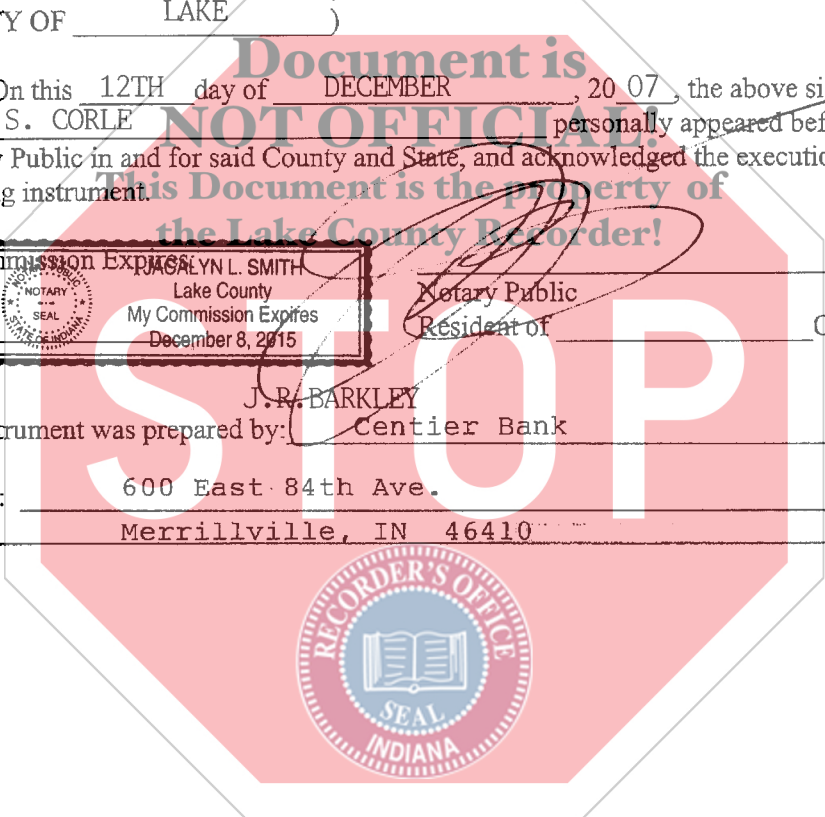 Y OF LAKE )
Document is
On this 12TH day of DECEMBER , 20 07 , the above si
NOT OFFICIAL!
S. CORLE personally appeared bef
Public in and for said County and State, and acknowledged the executio
g instrument.
This Document is the property of
the Lake County Recorder!
mmission Expires:
JACALYN L. SMITH
NOTARY PUBLIC
NOTARY
SEAL
STATE OF INDIANA
Lake County
My Commission Expires
December 8, 2015
Notary Public
Resident of C
STOP
J.R. BARKLEY
rument was prepared by: Centier Bank
: 600 East 84th Ave.
Merrillville, IN 46410
RECORDER'S OFFICE
SEAL
INDIANA